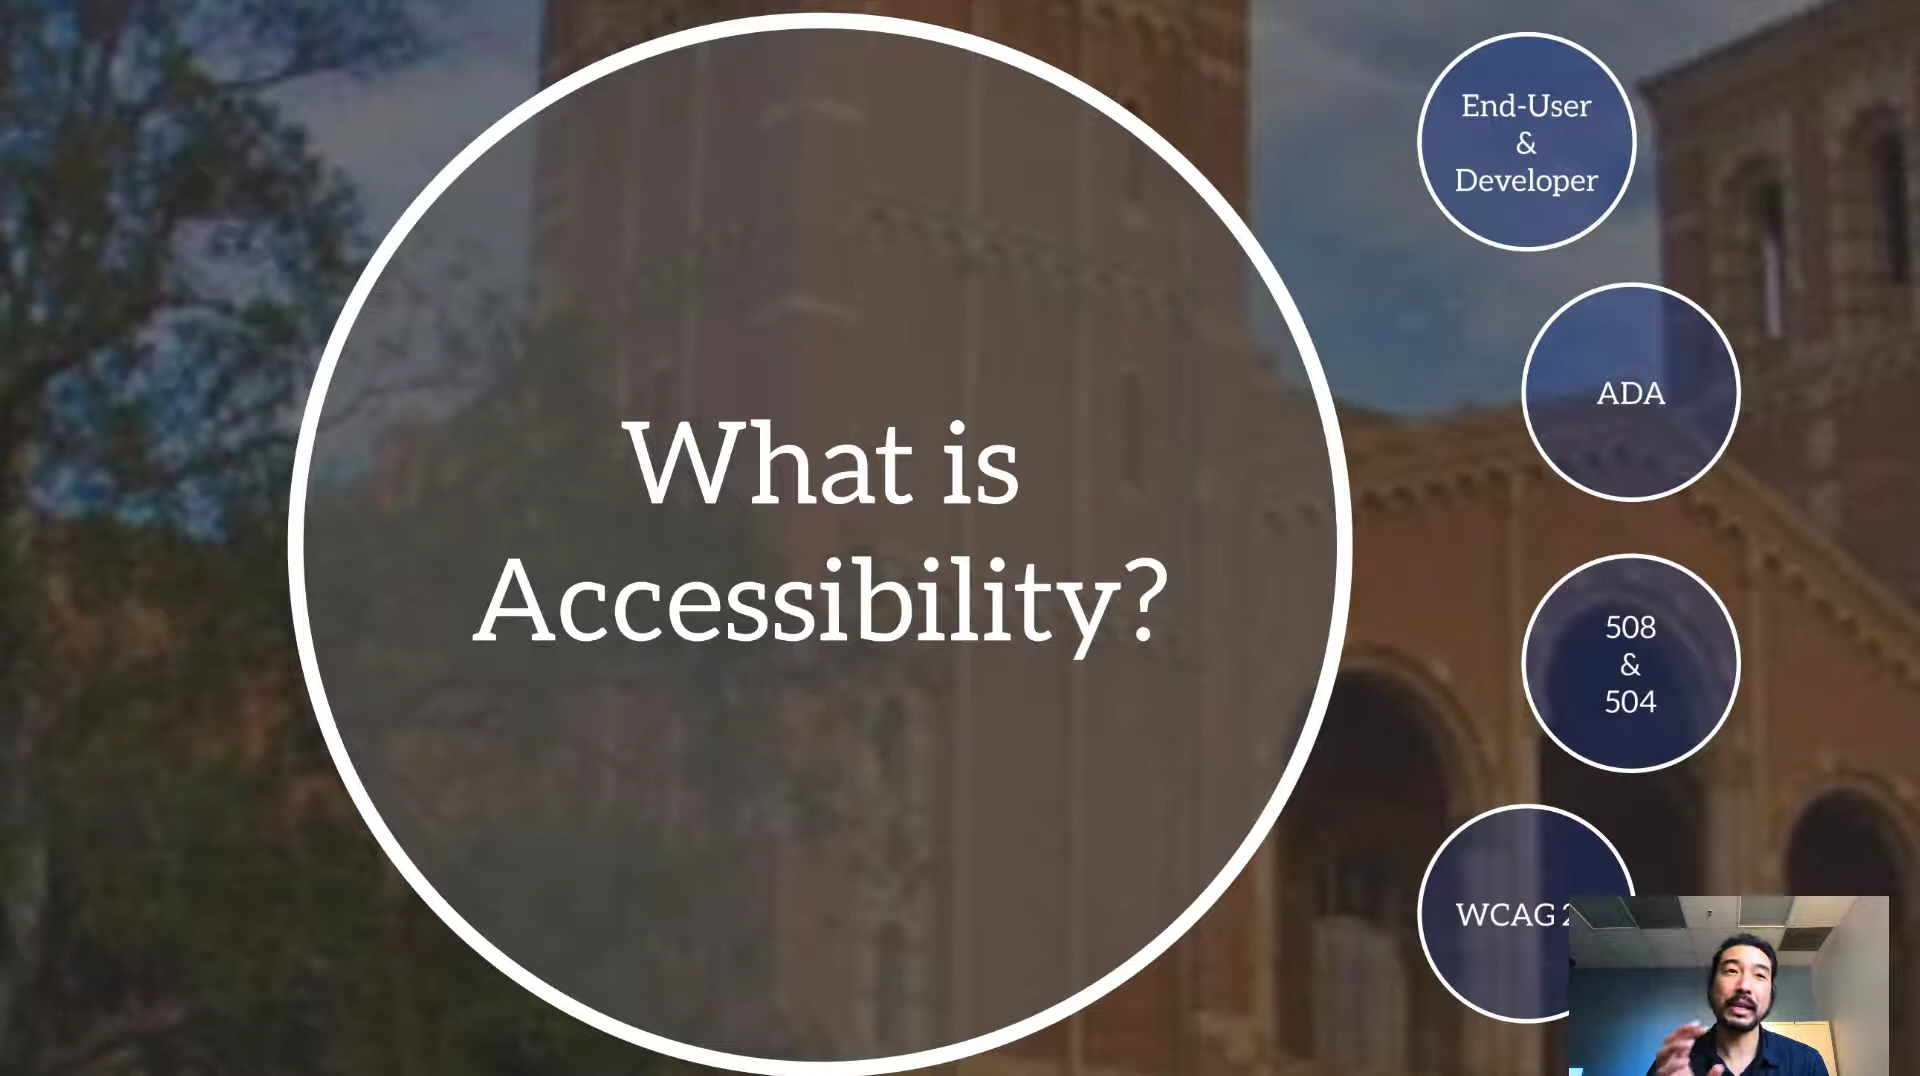 What is
Accessibility?
End-User
&
Developer
ADA
508
&
504
WCAG